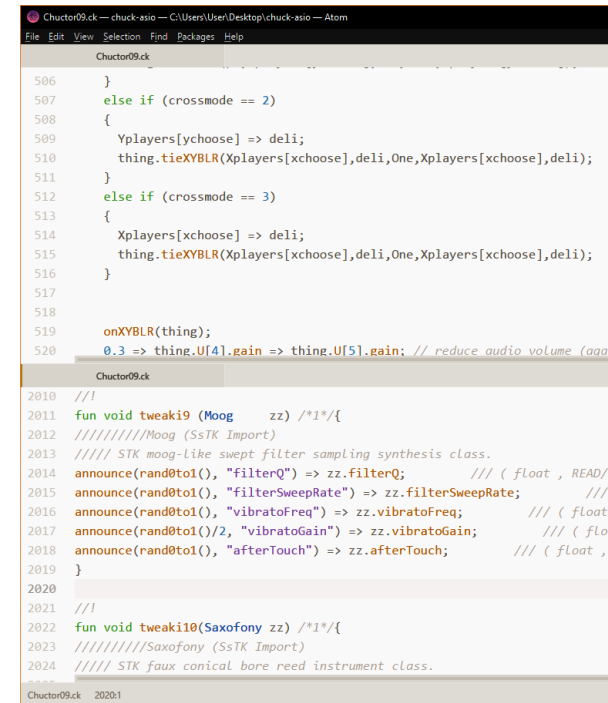 Chuctor09.ck — chuck-asio — C:\Users\User\Desktop\chuck-asio — Atom
File Edit View Selection Find Packages Help
Chuctor09.ck
506 }
507 else if (crossmode == 2)
508 {
509 Yplayers[ychoose] => deli;
510 thing.tieXYBLR(Xplayers[xchoose],deli,One,Xplayers[xchoose],deli);
511 }
512 else if (crossmode == 3)
513 {
514 Xplayers[xchoose] => deli;
515 thing.tieXYBLR(Xplayers[xchoose],deli,One,Xplayers[xchoose],deli);
516 }
517
518
519 onXYBLR(thing);
520 0.3 => thing.U[4].gain => thing.U[5].gain; // reduce audio volume (aga
Chuctor09.ck
2010 //!
2011 fun void tweaki9 (Moog zz) /*1*/{
2012 //////////Moog (SsTK Import)
2013 ///// STK moog-like swept filter sampling synthesis class.
2014 announce(rand0to1(), "filterQ") => zz.filterQ; /// ( float , READ/
2015 announce(rand0to1(), "filterSweepRate") => zz.filterSweepRate; ///
2016 announce(rand0to1(), "vibratoFreq") => zz.vibratoFreq; /// ( float
2017 announce(rand0to1()/2, "vibratoGain") => zz.vibratoGain; /// ( flo
2018 announce(rand0to1(), "afterTouch") => zz.afterTouch; /// ( float ,
2019 }
2020
2021 //!
2022 fun void tweaki10(Saxofony zz) /*1*/{
2023 //////////Saxofony (SsTK Import)
2024 ///// STK faux conical bore reed instrument class.
Chuctor09.ck 2020:1